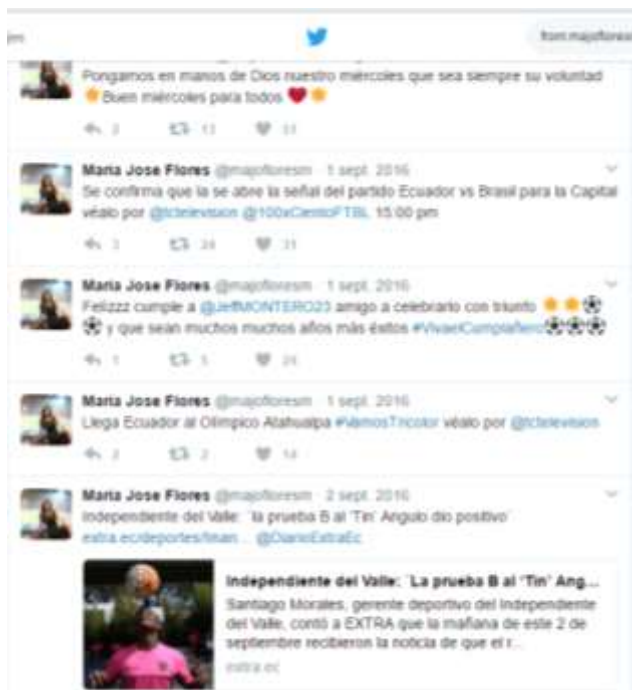 from:majofloresm
Pongamos en manos de Dios nuestro miércoles que sea siempre su voluntad
Buen miércoles para todos
2 13 33
Maria Jose Flores @majofloresm · 1 sept. 2016
Se confirma que la se abre la señal del partido Ecuador vs Brasil para la Capital
véalo por @tctelevision @100xCientoFTBL 15:00 pm
3 24 31
Maria Jose Flores @majofloresm · 1 sept. 2016
Felizzz cumple a @JeffMONTERO23 amigo a celebrarlo con triunfo
y que sean muchos muchos años más éxitos #VivaelCumplañero
1 5 24
Maria Jose Flores @majofloresm · 1 sept. 2016
Llega Ecuador al Olímpico Atahualpa #VamosTricolor véalo por @tctelevision
2 2 14
Maria Jose Flores @majofloresm · 2 sept. 2016
Independiente del Valle: ¨la prueba B al 'Tin' Angulo dio positivo¨
extra.ec/deportes/tinan... @DiarioExtraEc
Independiente del Valle: ¨La prueba B al 'Tin' Ang...
Santiago Morales, gerente deportivo del Independiente
del Valle, contó a EXTRA que la mañana de este 2 de
septiembre recibieron la noticia de que el r...
extra.ec